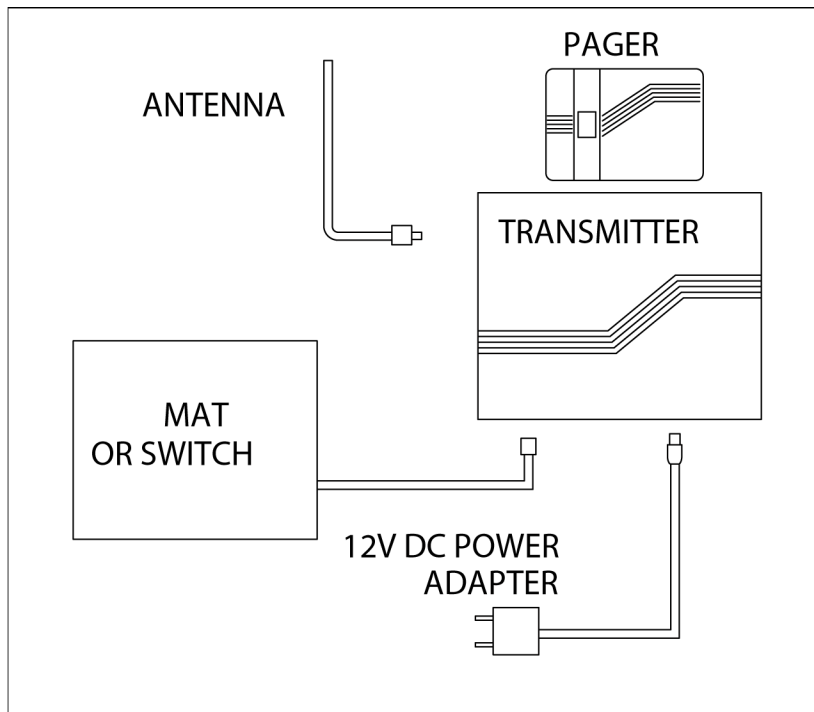 PAGER
ANTENNA
TRANSMITTER
MAT
OR SWITCH
12V DC POWER
ADAPTER